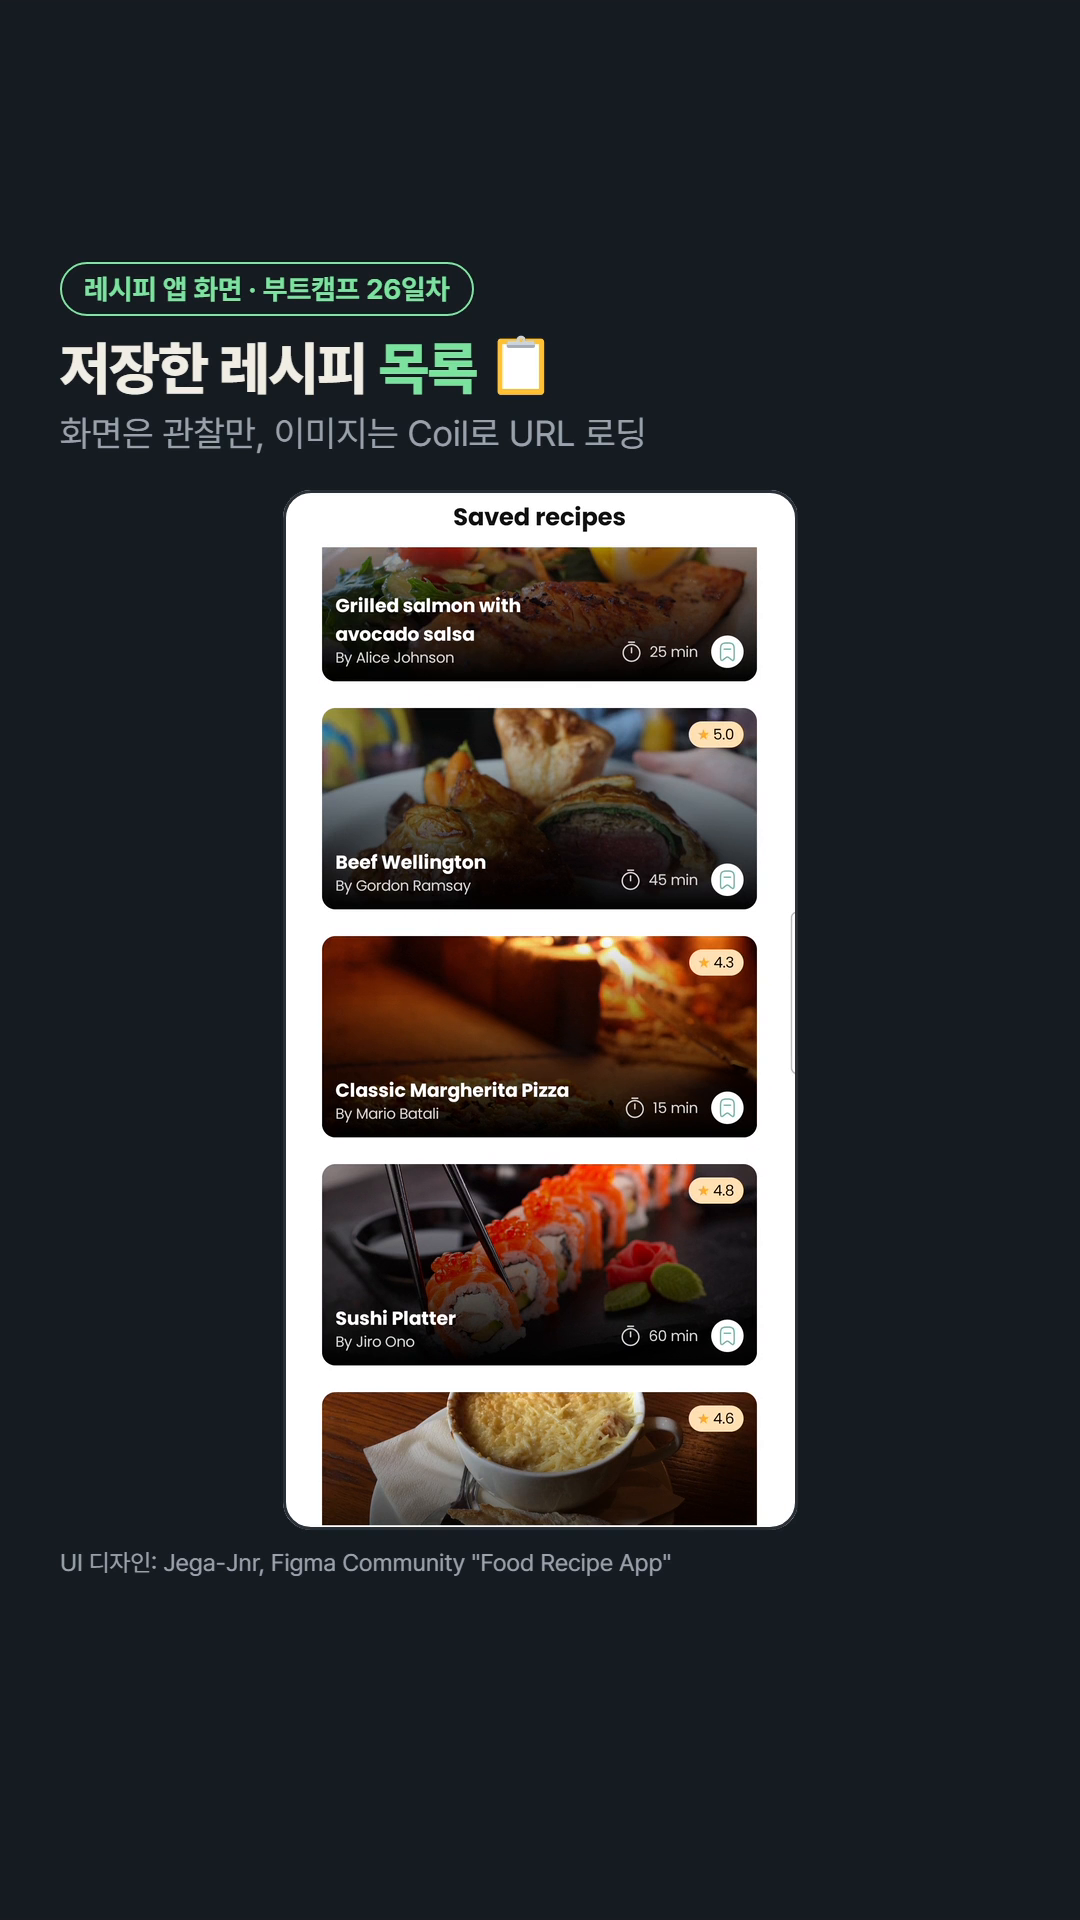 레시피 앱 화면 · 부트캠프 26일차
저장한 레시피 목록 📋
화면은 관찰만, 이미지는 Coil로 URL 로딩
Saved recipes
Grilled salmon with
avocado salsa
By Alice Johnson
25 min
5.0
Beef Wellington
By Gordon Ramsay
45 min
4.3
Classic Margherita Pizza
By Mario Batali
15 min
4.8
Sushi Platter
By Jiro Ono
60 min
4.6
UI 디자인: Jega-Jnr, Figma Community "Food Recipe App"